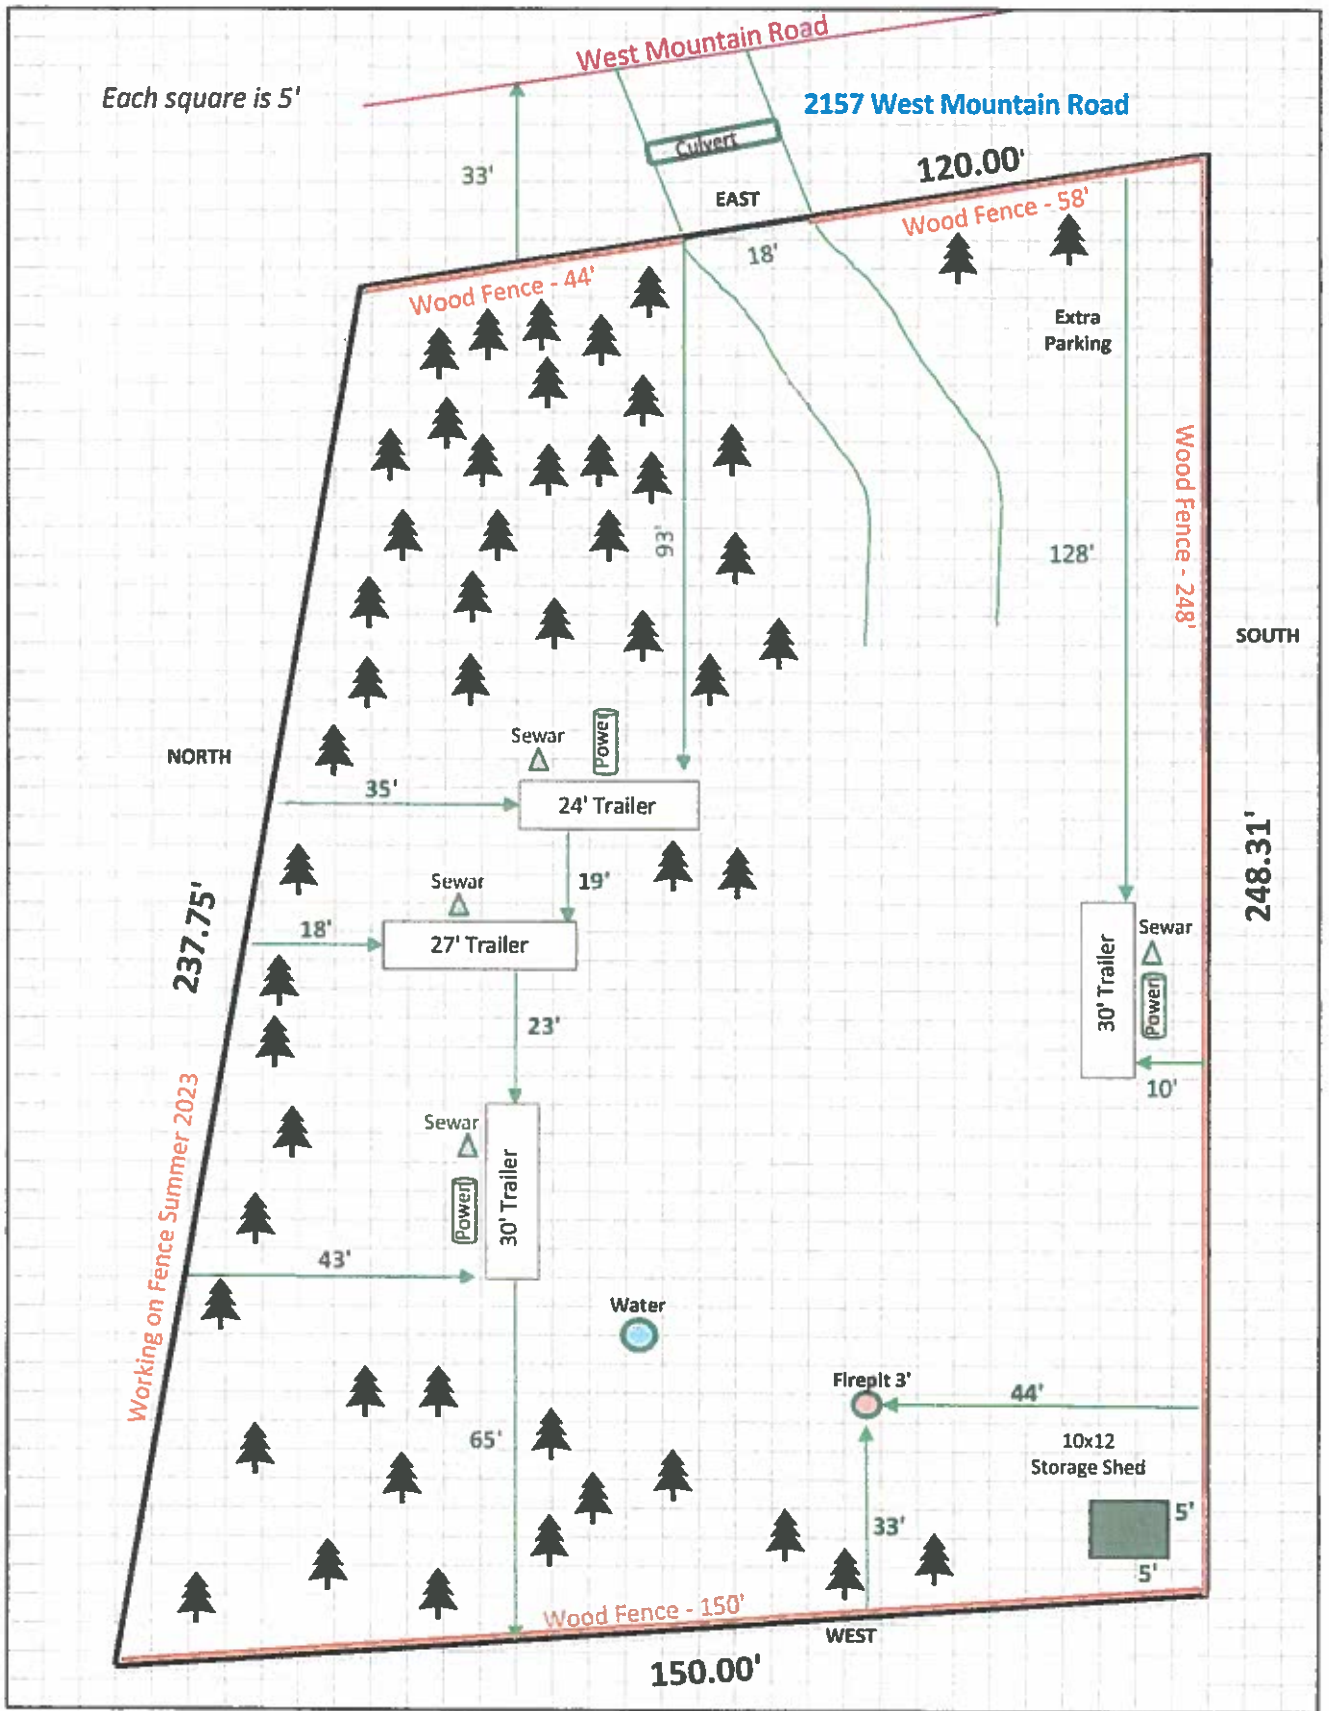 West Mountain Road
Each square is 5'
2157 West Mountain Road
Culvert
120.00'
33'
EAST
Wood Fence - 58'
18'
Wood Fence - 44'
Extra
Parking
Wood Fence - 248'
93'
128'
SOUTH
Sewar
Power
NORTH
35'
24' Trailer
248.31'
19'
Sewar
237.75'
18'
27' Trailer
Sewar
30' Trailer
Power
23'
10'
Working on Fence Summer 2023
Sewar
Power
30' Trailer
43'
Water
Firepit 3'
44'
65'
10x12
Storage Shed
33'
5'
5'
Wood Fence - 150'
WEST
150.00'